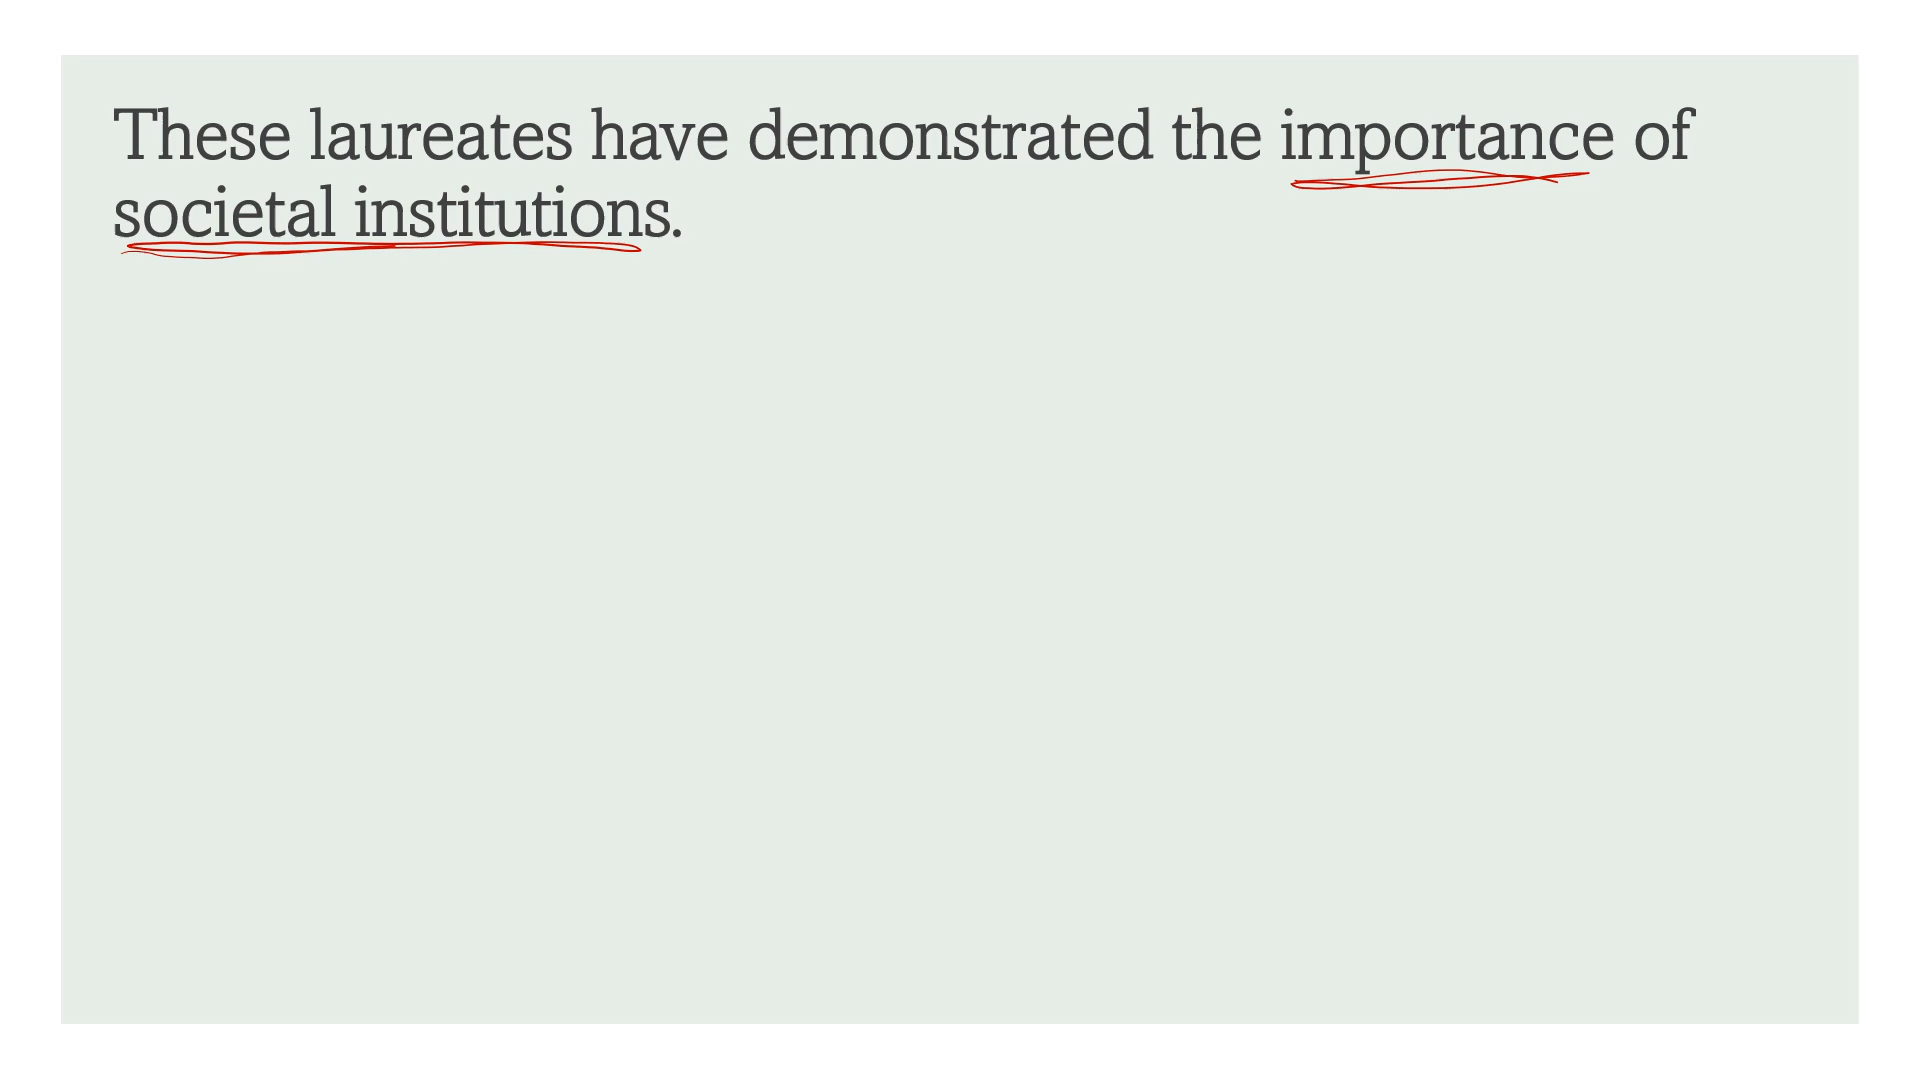 These laureates have demonstrated the importance of
societal institutions.